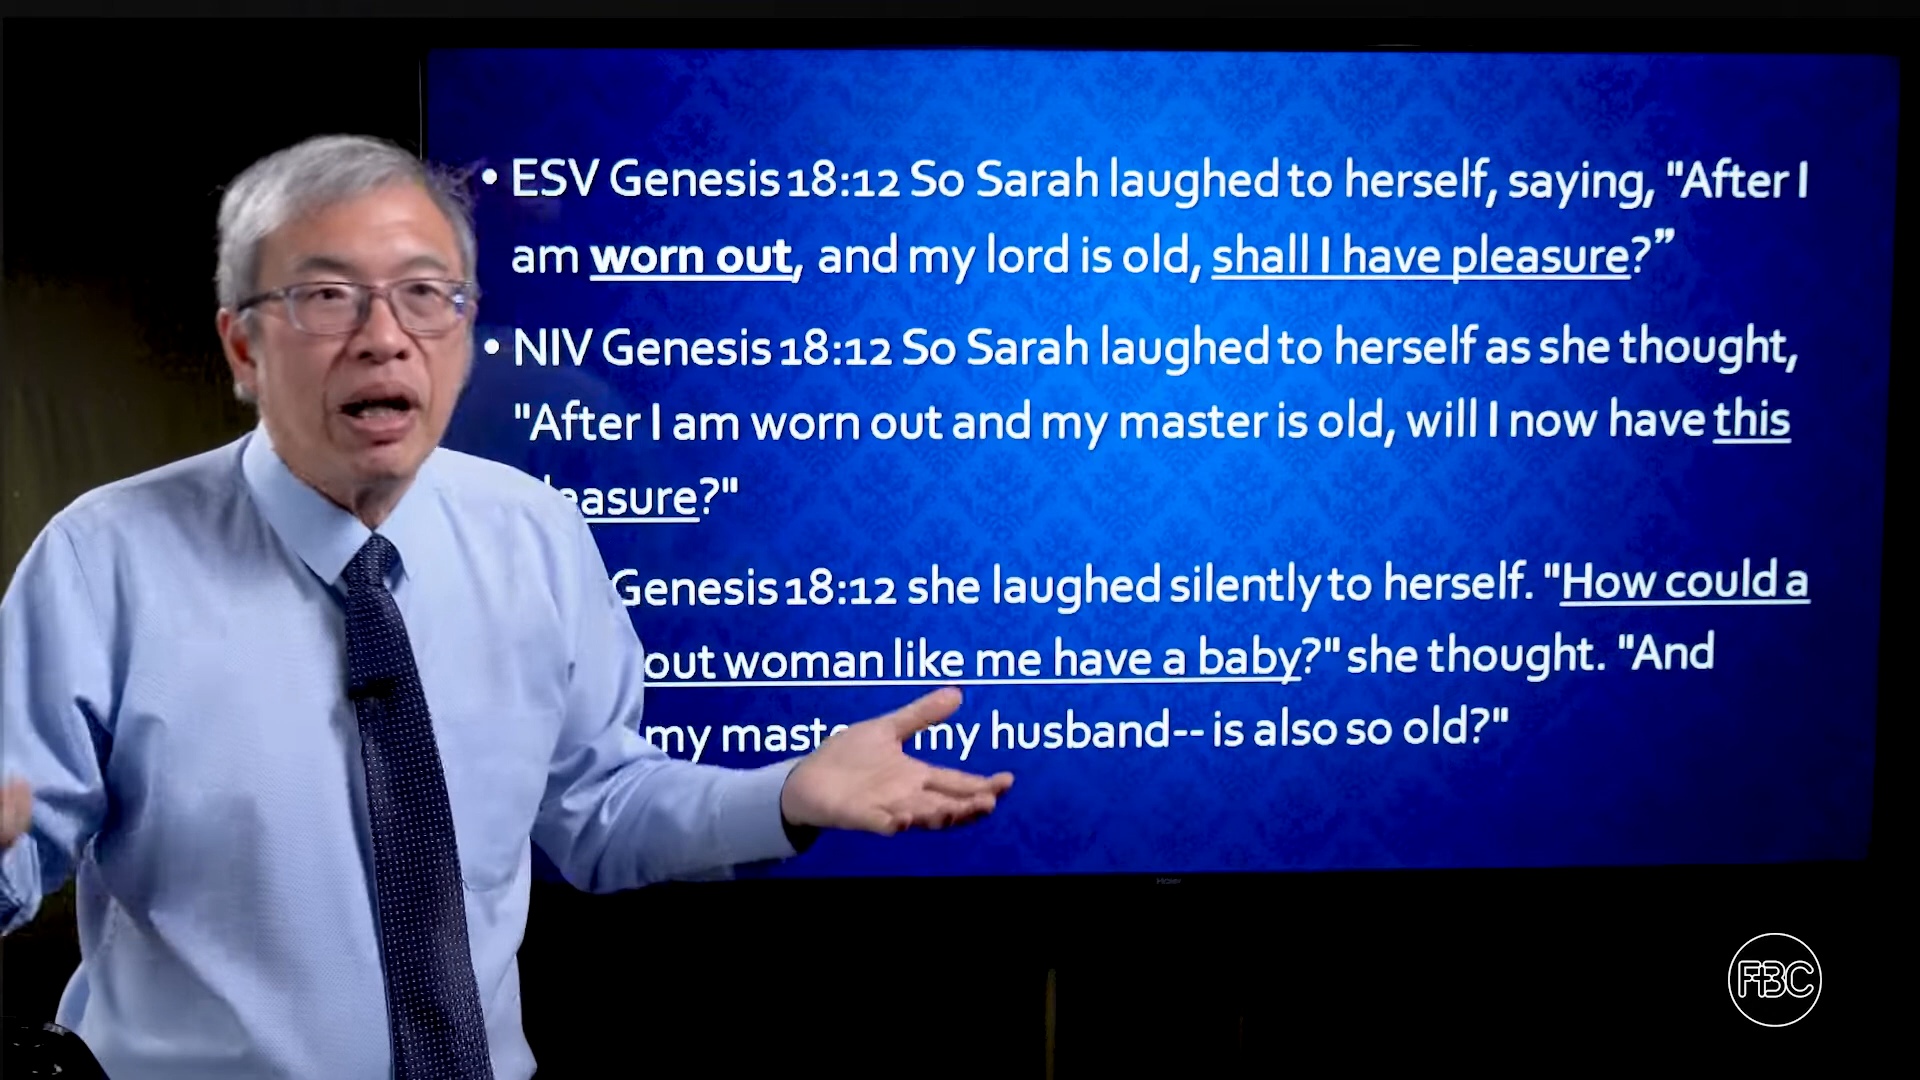 • ESV Genesis 18:12 So Sarah laughed to herself, saying, "After I
am worn out, and my lord is old, shall I have pleasure?”
• NIV Genesis 18:12 So Sarah laughed to herself as she thought,
"After I am worn out and my master is old, will I now have this
easure?"
Genesis 18:12 she laughed silently to herself. "How could a
out woman like me have a baby?" she thought. "And
my my husband-- is also so old?"
Haier
FBC